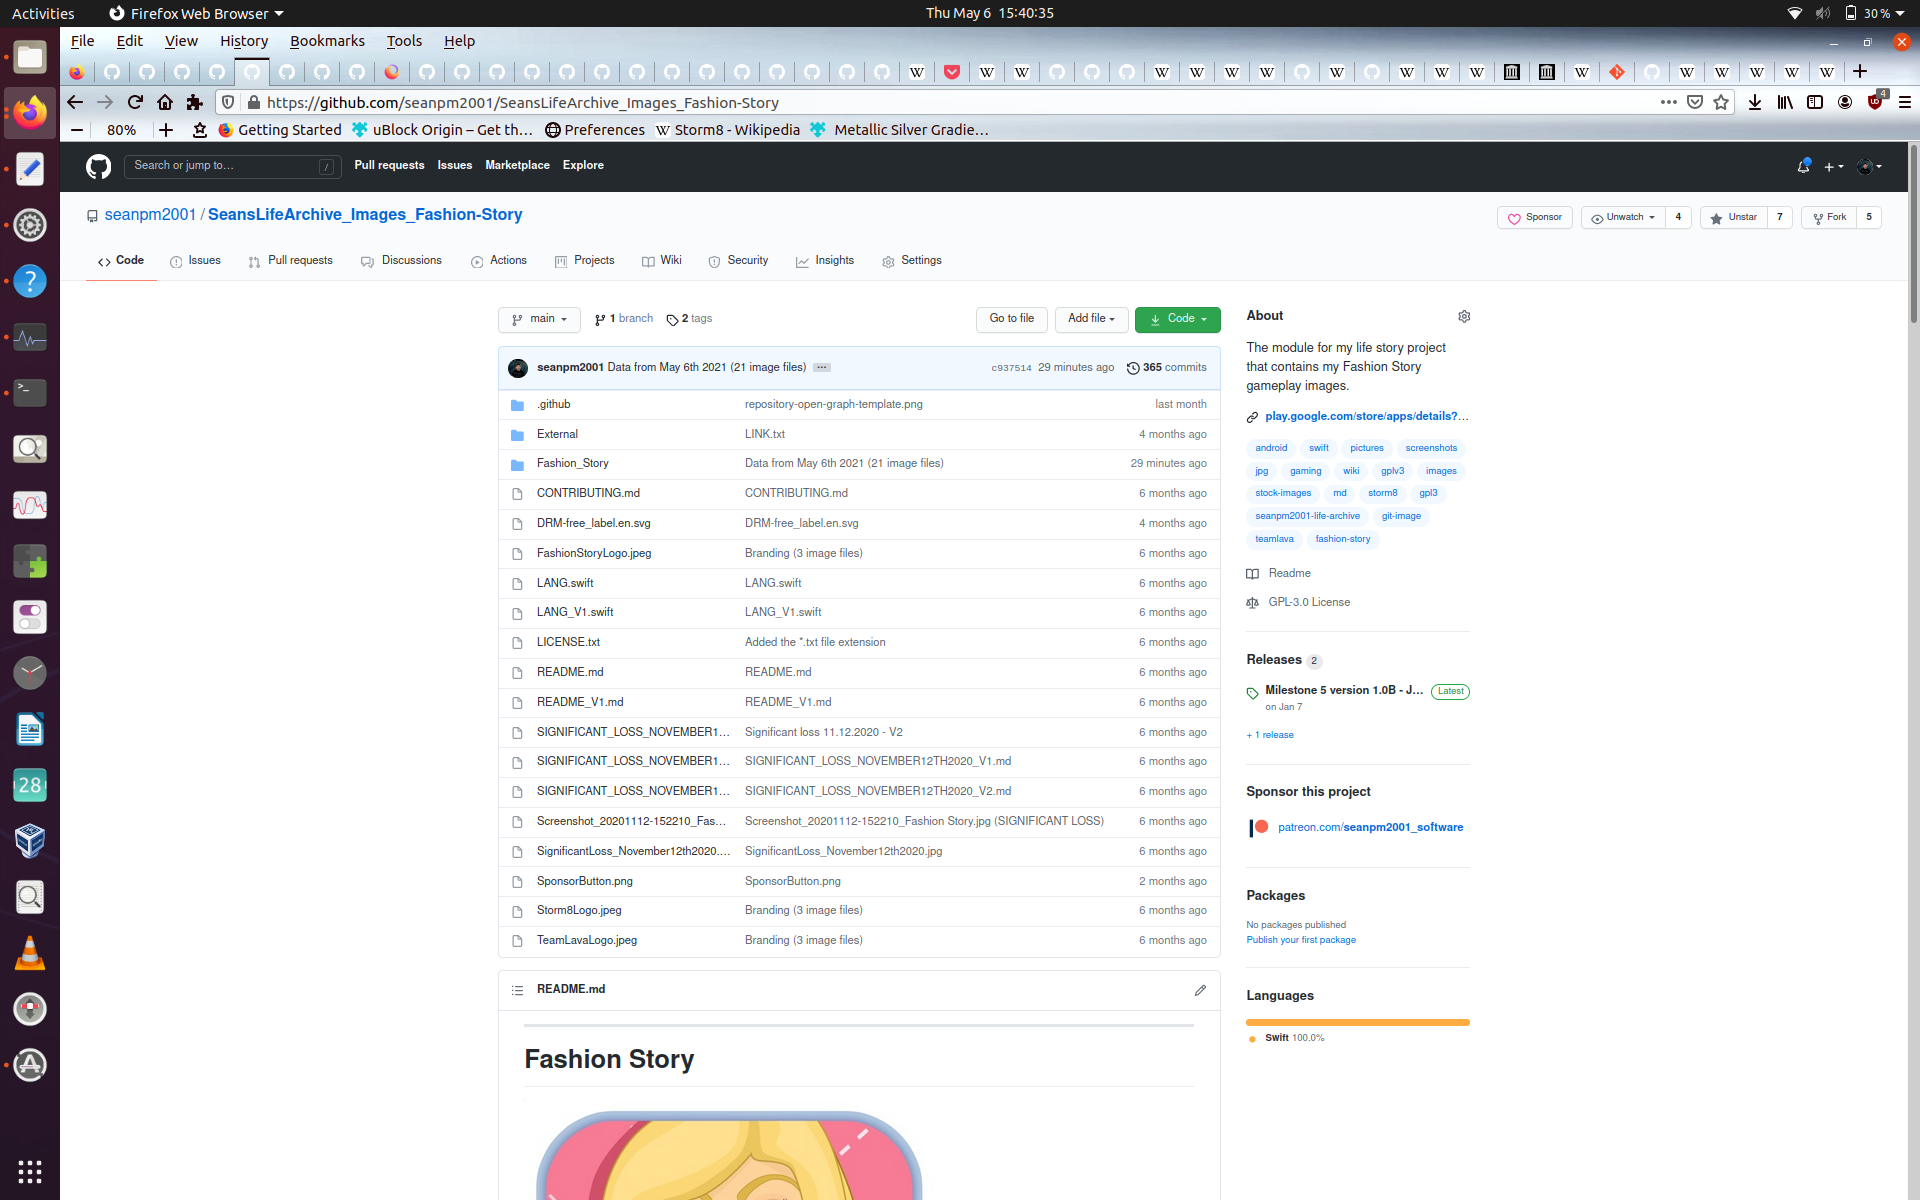 Activities Firefox Web Browser Thu May 6 15:40:35 30 %
File Edit View History Bookmarks Tools Help
https://github.com/seanpm2001/SeansLifeArchive_Images_Fashion-Story 4
80% Getting Started uBlock Origin – Get th… Preferences Storm8 - Wikipedia Metallic Silver Gradie…
Search or jump to… / Pull requests Issues Marketplace Explore
seanpm2001 / SeansLifeArchive_Images_Fashion-Story Sponsor Unwatch 4 Unstar 7 Fork 5
Code Issues Pull requests Discussions Actions Projects Wiki Security Insights Settings
main 1 branch 2 tags Go to file Add file Code
seanpm2001 Data from May 6th 2021 (21 image files) ... c937514 29 minutes ago 365 commits
.github repository-open-graph-template.png last month
External LINK.txt 4 months ago
Fashion_Story Data from May 6th 2021 (21 image files) 29 minutes ago
CONTRIBUTING.md CONTRIBUTING.md 6 months ago
DRM-free_label.en.svg DRM-free_label.en.svg 4 months ago
FashionStoryLogo.jpeg Branding (3 image files) 6 months ago
LANG.swift LANG.swift 6 months ago
LANG_V1.swift LANG_V1.swift 6 months ago
LICENSE.txt Added the *.txt file extension 6 months ago
README.md README.md 6 months ago
README_V1.md README_V1.md 6 months ago
SIGNIFICANT_LOSS_NOVEMBER1… Significant loss 11.12.2020 - V2 6 months ago
SIGNIFICANT_LOSS_NOVEMBER1… SIGNIFICANT_LOSS_NOVEMBER12TH2020_V1.md 6 months ago
SIGNIFICANT_LOSS_NOVEMBER1… SIGNIFICANT_LOSS_NOVEMBER12TH2020_V2.md 6 months ago
Screenshot_20201112-152210_Fas… Screenshot_20201112-152210_Fashion Story.jpg (SIGNIFICANT LOSS) 6 months ago
SignificantLoss_November12th2020.… SignificantLoss_November12th2020.jpg 6 months ago
SponsorButton.png SponsorButton.png 2 months ago
Storm8Logo.jpeg Branding (3 image files) 6 months ago
TeamLavaLogo.jpeg Branding (3 image files) 6 months ago
README.md
Fashion Story
About
The module for my life story project
that contains my Fashion Story
gameplay images.
play.google.com/store/apps/details?…
android swift pictures screenshots
jpg gaming wiki gplv3 images
stock-images md storm8 gpl3
seanpm2001-life-archive git-image
teamlava fashion-story
Readme
GPL-3.0 License
Releases 2
Milestone 5 version 1.0B - J… Latest
on Jan 7
+ 1 release
Sponsor this project
patreon.com/seanpm2001_software
Packages
No packages published
Publish your first package
Languages
Swift 100.0%
28